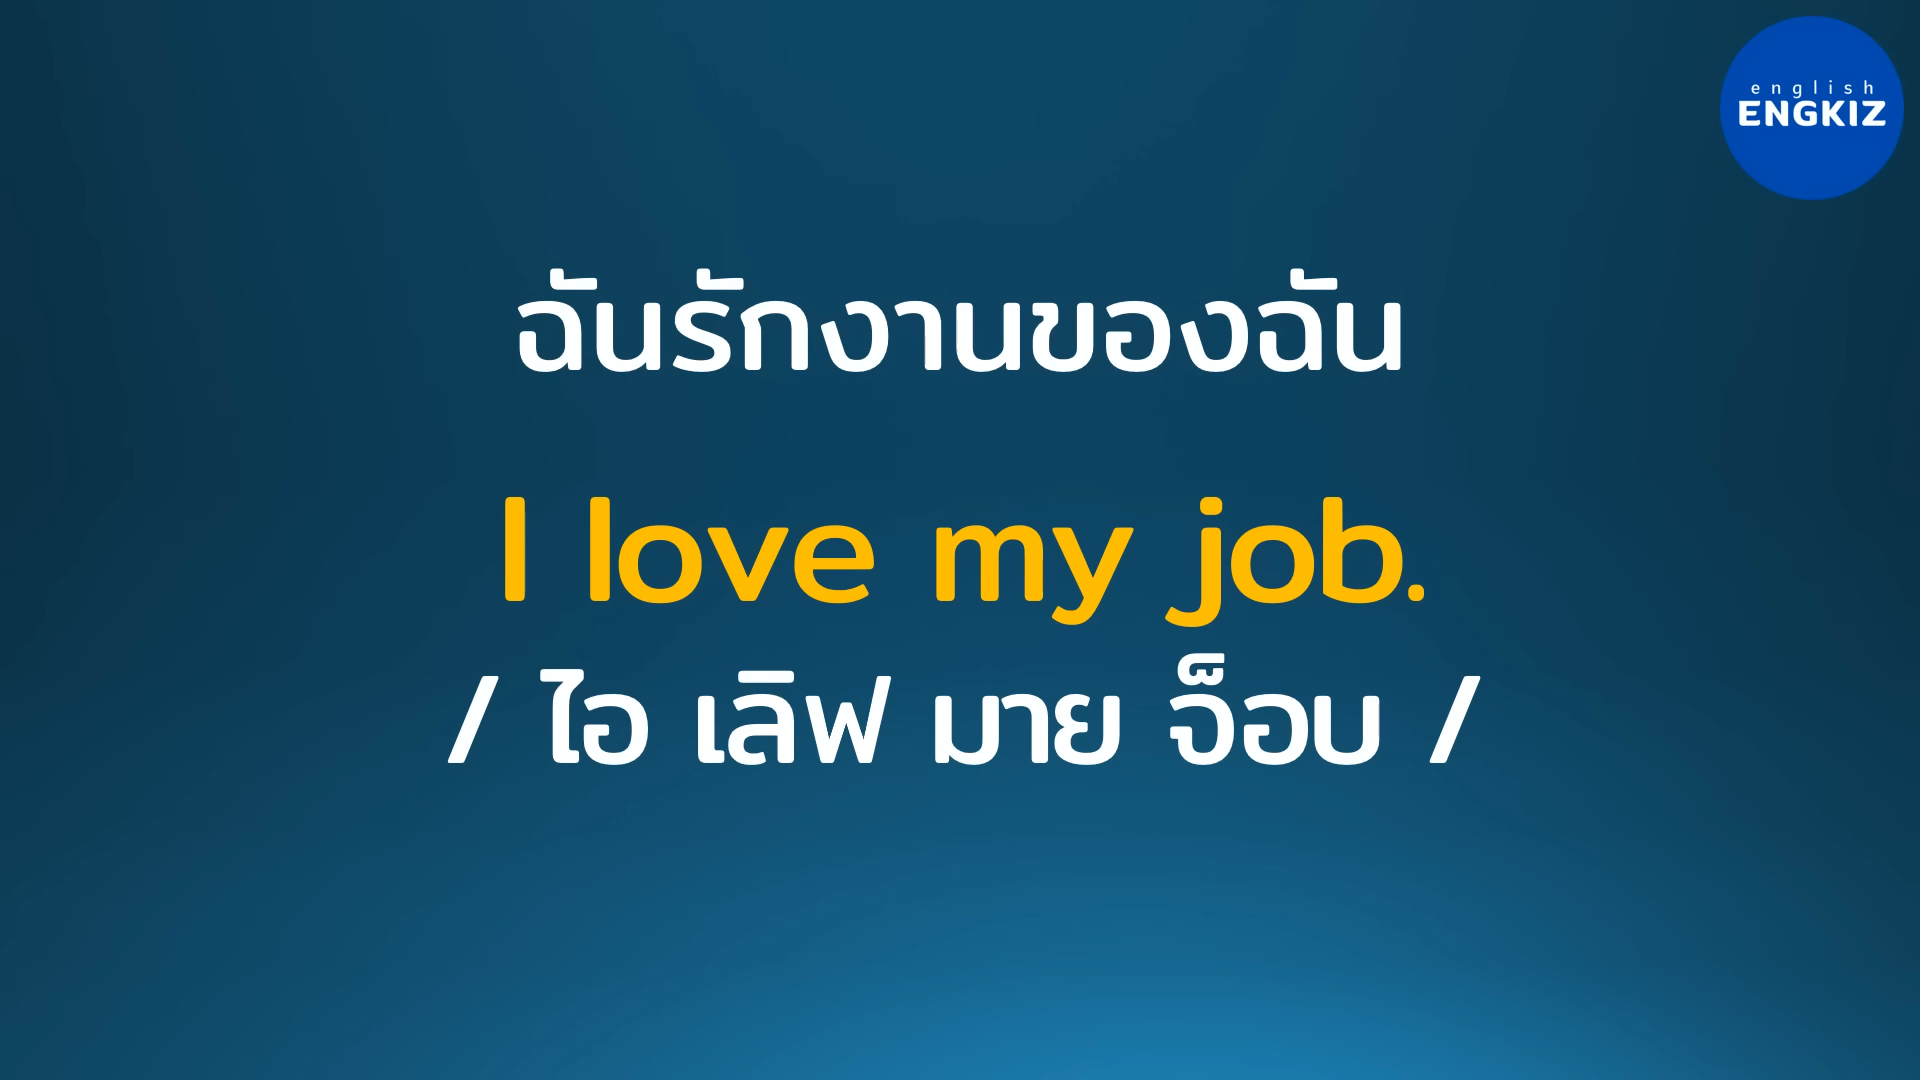 english
ENGKIZ
ฉันรักงานของฉัน
I love my job.
/ ไอ เลิฟ มาย จ็อบ /